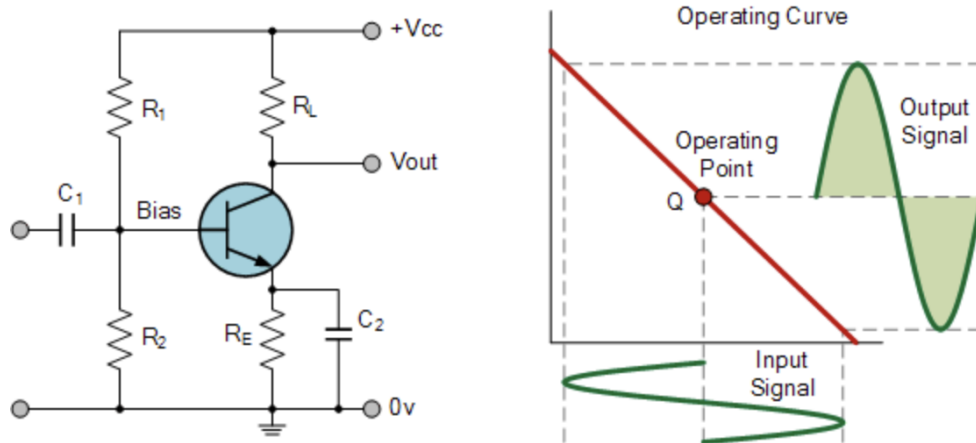 +Vcc
R1
RL
Vout
C1
Bias
R2
RE
C2
0v
Operating Curve
Output
Signal
Operating
Point
Q
Input
Signal